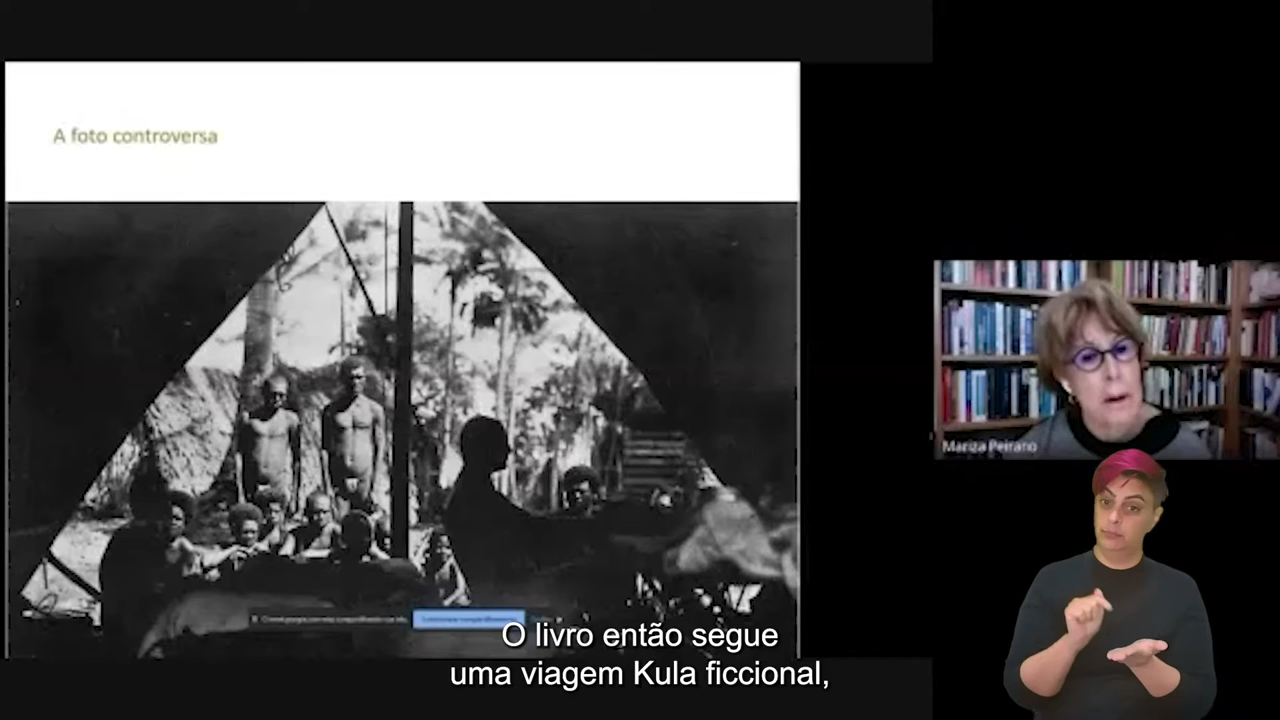 A foto controversa
Mariza Peirano
O livro então segue
uma viagem Kula ficcional,